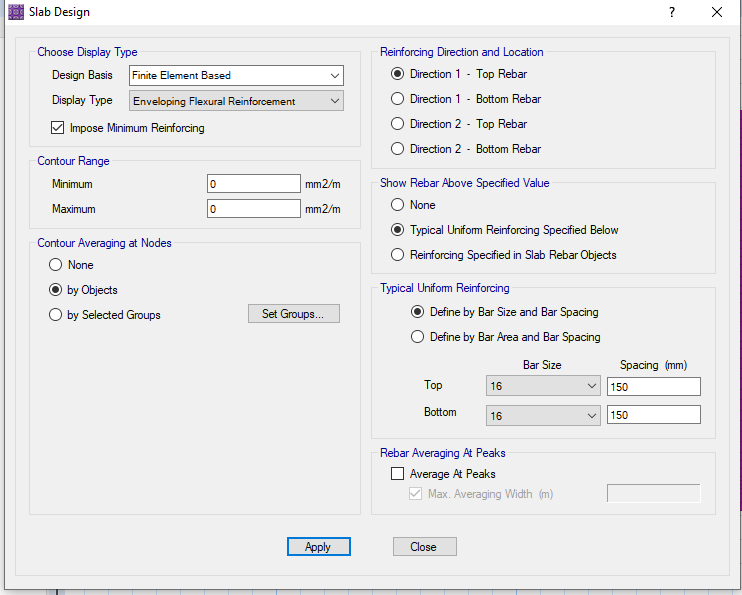 Slab Design
?
Choose Display Type
Design Basis Finite Element Based
Display Type Enveloping Flexural Reinforcement
Impose Minimum Reinforcing
Contour Range
Minimum 0 mm2/m
Maximum 0 mm2/m
Contour Averaging at Nodes
None
by Objects
by Selected Groups Set Groups...
Reinforcing Direction and Location
Direction 1 - Top Rebar
Direction 1 - Bottom Rebar
Direction 2 - Top Rebar
Direction 2 - Bottom Rebar
Show Rebar Above Specified Value
None
Typical Uniform Reinforcing Specified Below
Reinforcing Specified in Slab Rebar Objects
Typical Uniform Reinforcing
Define by Bar Size and Bar Spacing
Define by Bar Area and Bar Spacing
Bar Size Spacing (mm)
Top 16 150
Bottom 16 150
Rebar Averaging At Peaks
Average At Peaks
Max. Averaging Width (m)
Apply Close